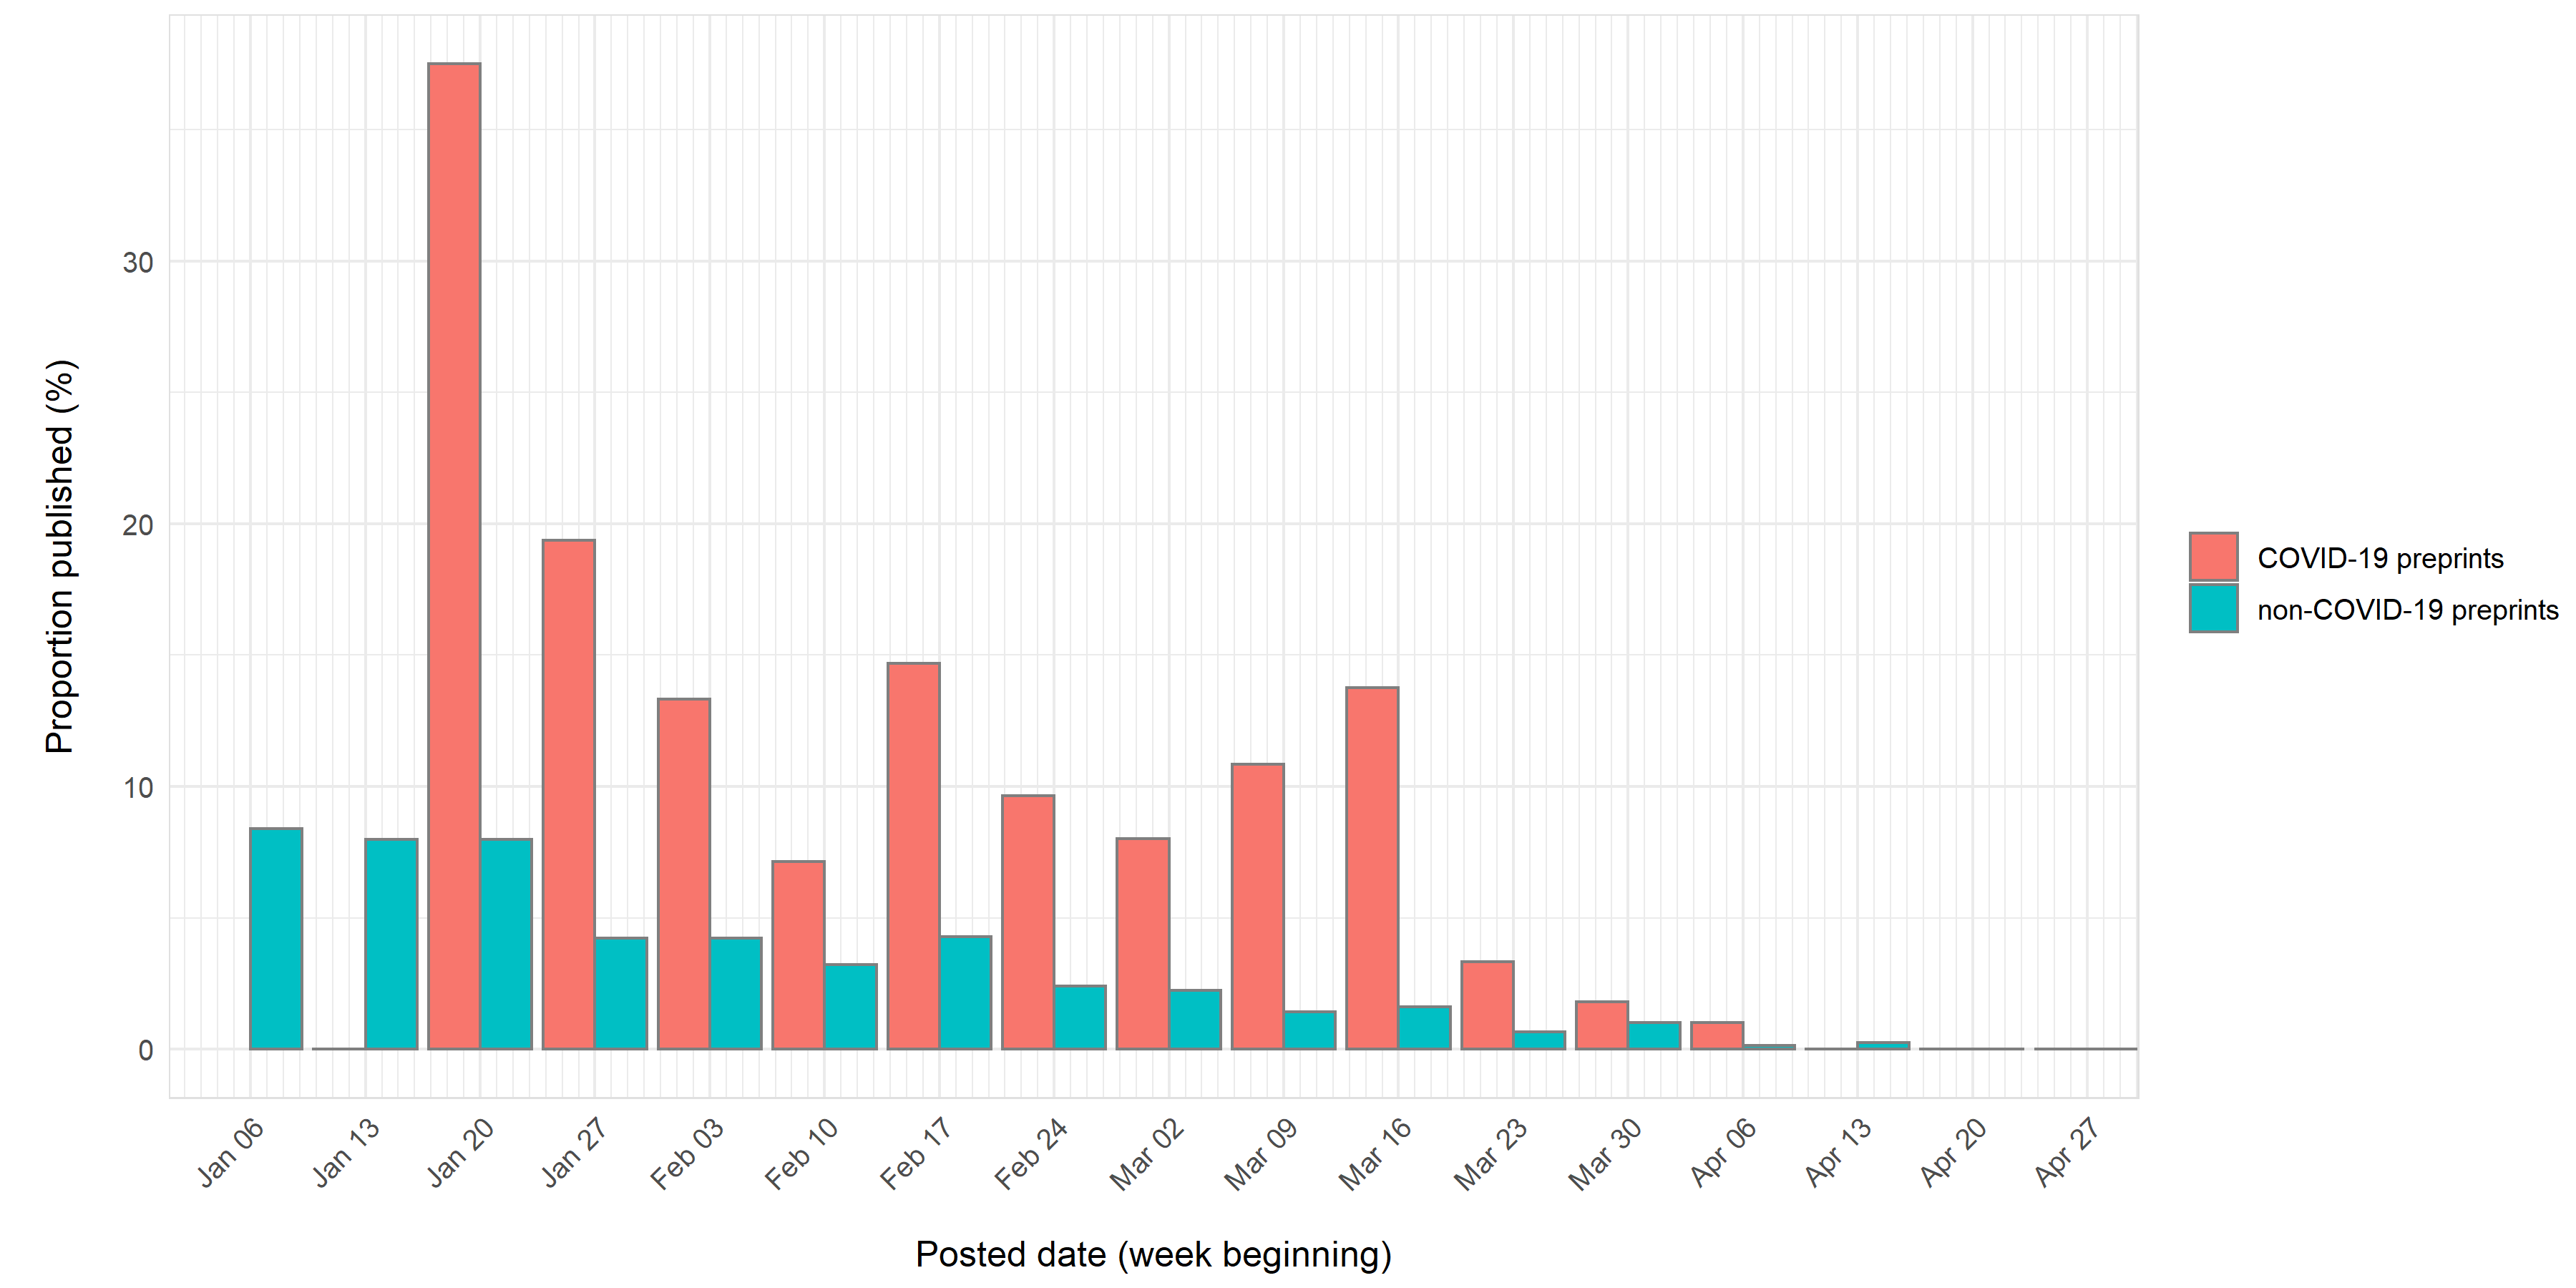 Proportion published (%)
30
20
10
0
Jan 06
Jan 13
Jan 20
Jan 27
Feb 03
Feb 10
Feb 17
Feb 24
Mar 02
Mar 09
Mar 16
Mar 23
Mar 30
Apr 06
Apr 13
Apr 20
Apr 27
Posted date (week beginning)
COVID-19 preprints
non-COVID-19 preprints